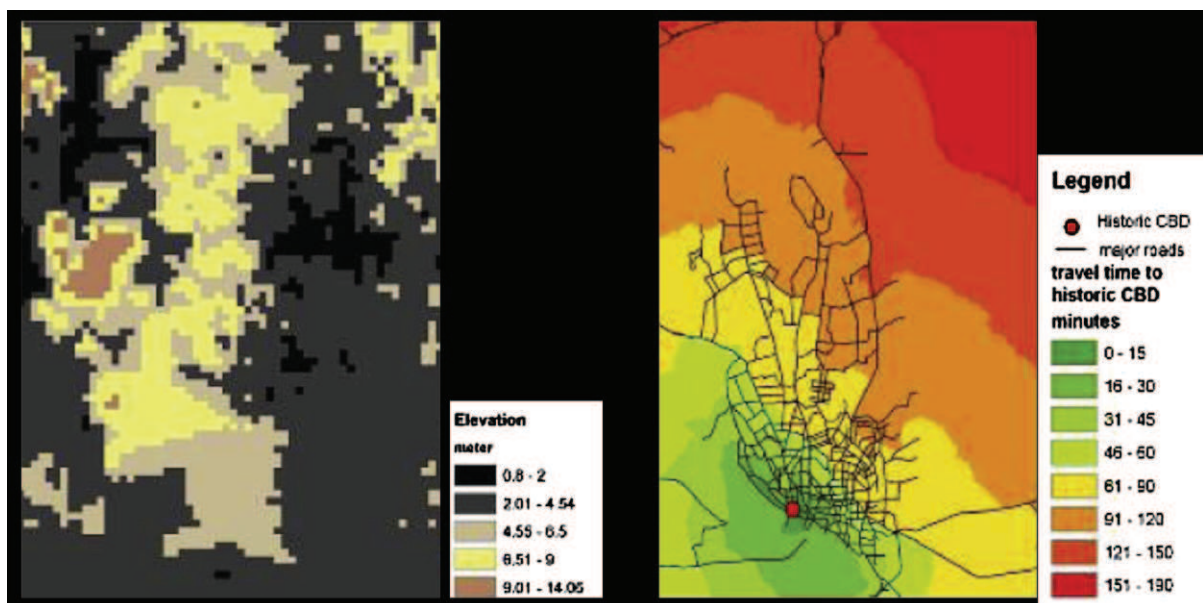 Elevation
meter
0.8 - 2
2.01 - 4.54
4.55 - 6.5
6.51 - 9
9.01 - 14.05
Legend
Historic CBD
major roads
travel time to
historic CBD
minutes
0 - 15
16 - 30
31 - 45
46 - 60
61 - 90
91 - 120
121 - 150
151 - 190